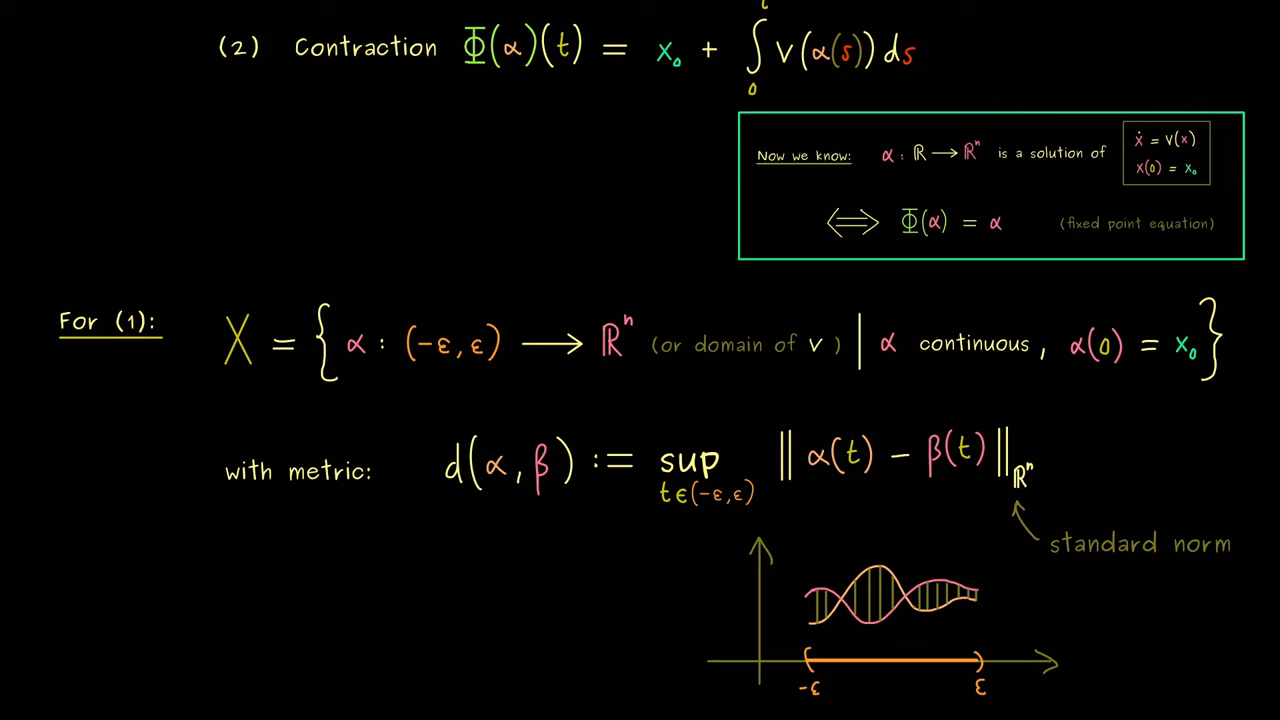 (2) Contraction Φ(α)(t) = x₀ + ∫₀ᵗ v(α(s)) ds
Now we know: α : ℝ ⟶ ℝⁿ is a solution of ẋ = v(x)
x(0) = x₀
⟺ Φ(α) = α (fixed point equation)
For (1): X = { α : (-ε, ε) ⟶ ℝⁿ (or domain of v) | α continuous, α(0) = x₀ }
with metric: d(α, β) := sup ‖α(t) − β(t)‖ℝⁿ
t∈(-ε,ε)
standard norm
-ε ε